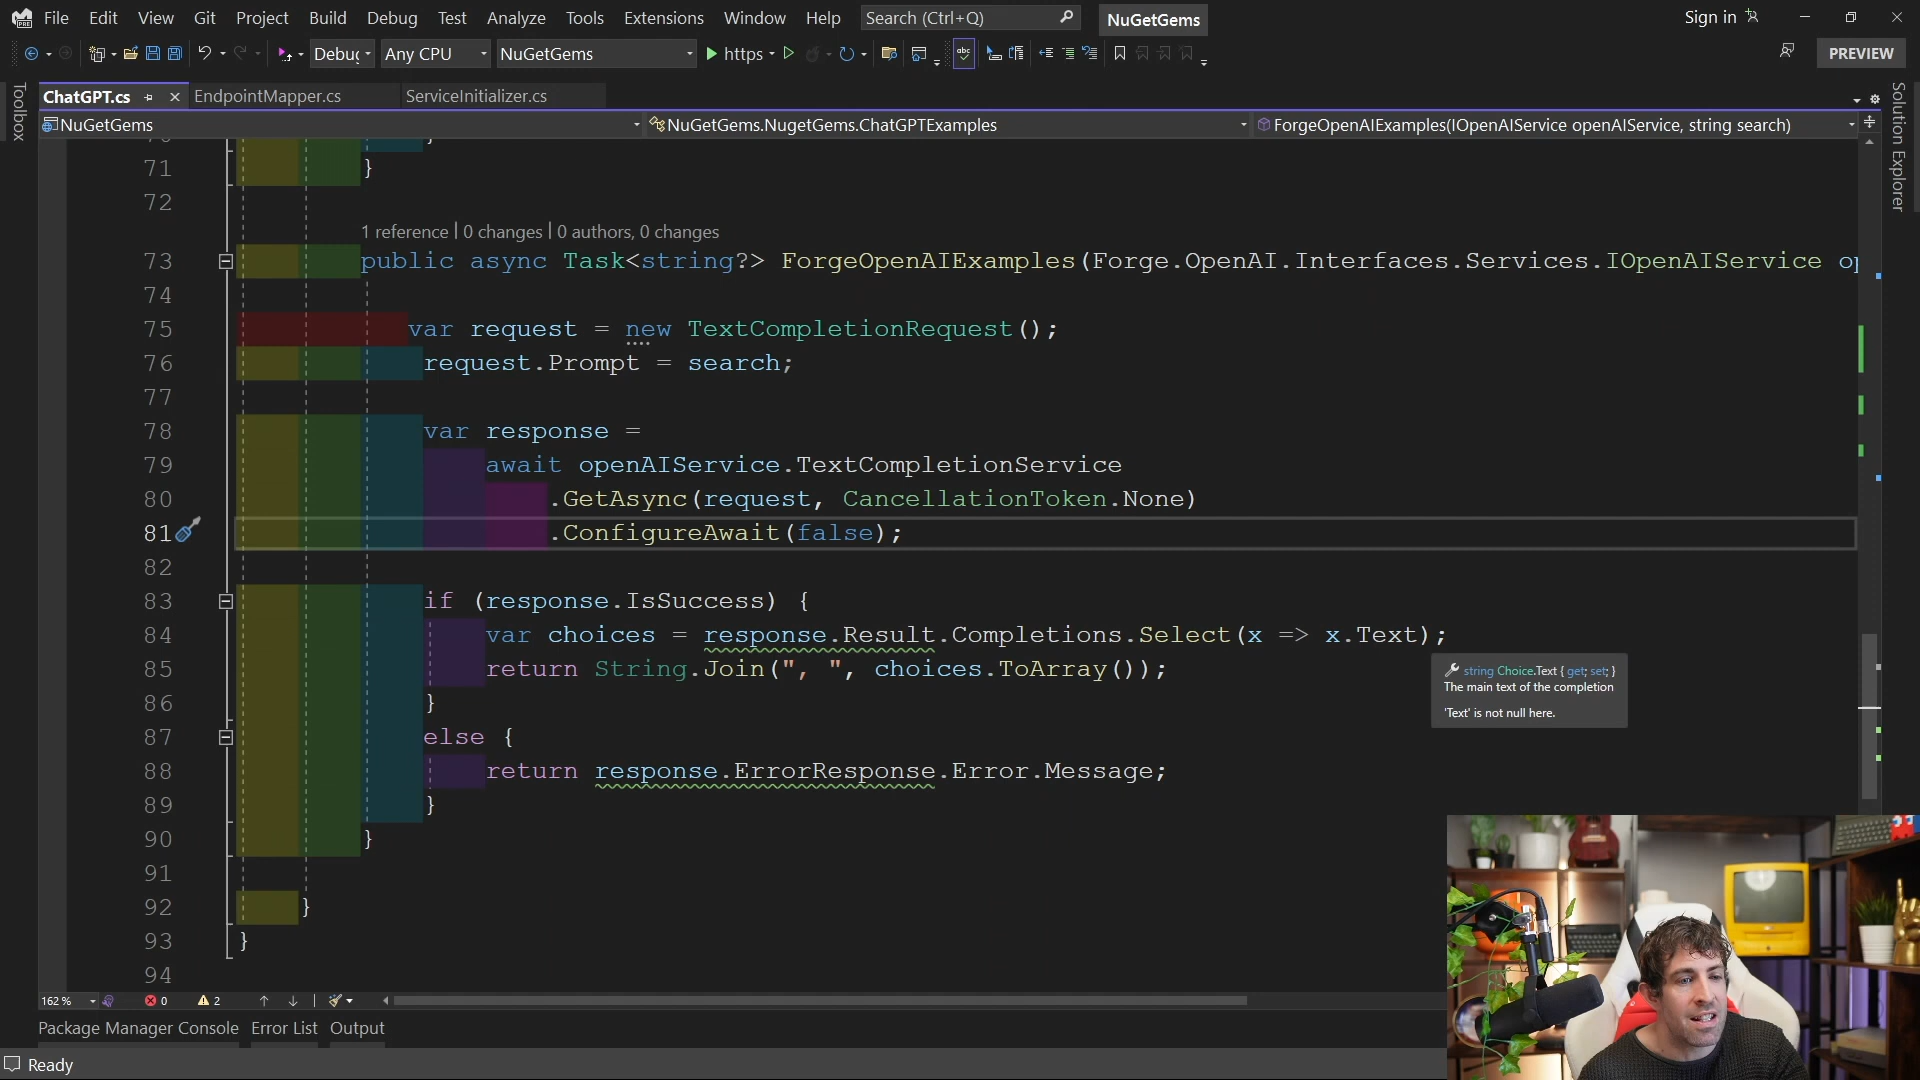 File Edit View Git Project Build Debug Test Analyze Tools Extensions Window Help Search (Ctrl+Q) NuGetGems Sign in
Debug Any CPU NuGetGems https PREVIEW
Toolbox
ChatGPT.cs EndpointMapper.cs ServiceInitializer.cs
NuGetGems NuGetGems.NugetGems.ChatGPTExamples ForgeOpenAIExamples(IOpenAIService openAIService, string search)
Solution Explorer
71 }
72
1 reference | 0 changes | 0 authors, 0 changes
73 public async Task<string?> ForgeOpenAIExamples(Forge.OpenAI.Interfaces.Services.IOpenAIService op
74
75 var request = new TextCompletionRequest();
76 request.Prompt = search;
77
78 var response =
79 await openAIService.TextCompletionService
80 .GetAsync(request, CancellationToken.None)
81 .ConfigureAwait(false);
82
83 if (response.IsSuccess) {
84 var choices = response.Result.Completions.Select(x => x.Text);
85 return String.Join(", ", choices.ToArray());
string Choice.Text { get; set; }
The main text of the completion
'Text' is not null here.
86 }
87 else {
88 return response.ErrorResponse.Error.Message;
89 }
90 }
91
92 }
93 }
94
162 % 0 2
Package Manager Console Error List Output
Ready